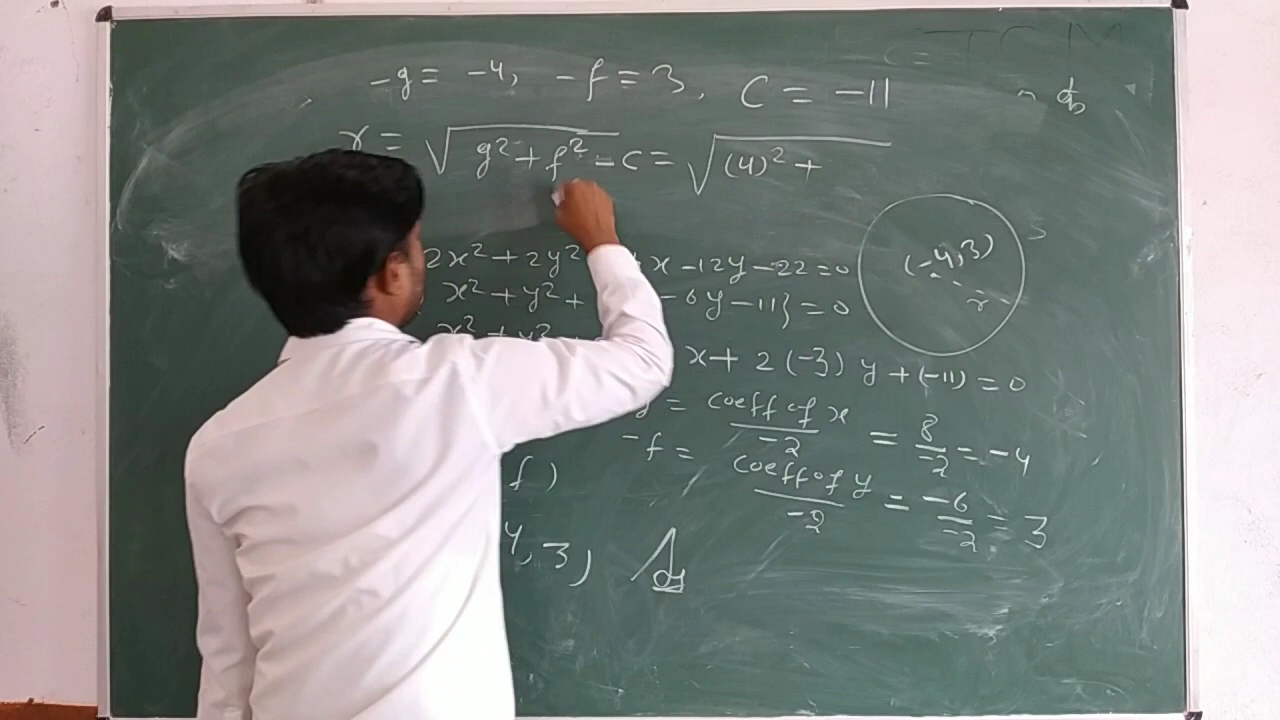 C = TCM
-g = -4, -f = 3, C = -11
r = √(g² + f² - c) = √((4)² +
2x² + 2y² x - 12y - 22 = 0
x² + y² + - 6y - 11} = 0
(-4,3)
r
x² + y² x + 2(-3) y + (-11) = 0
g = coeff of x / -2 = 8 / -2 = -4
-f = coeff of y / -2 = -6 / -2 = 3
f)
4, 3)